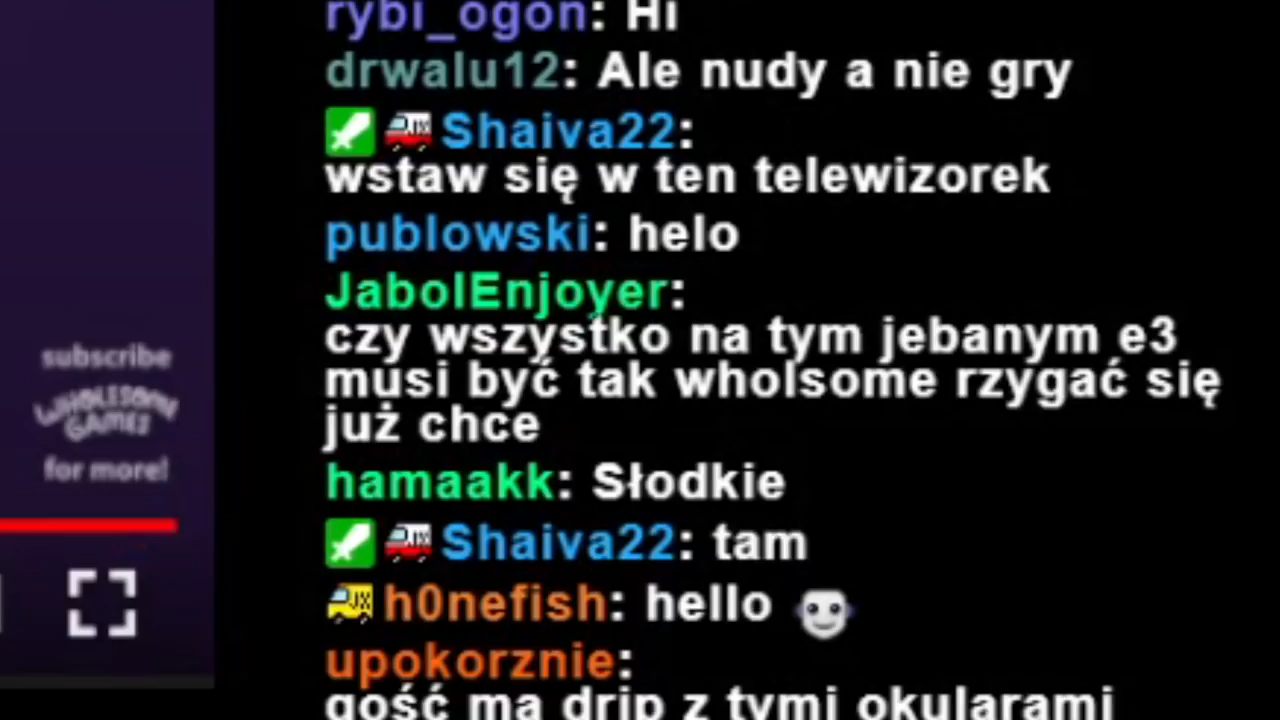 rybi_ogon: Hi
drwalu12: Ale nudy a nie gry
Shaiva22:
wstaw się w ten telewizorek
publowski: helo
JabolEnjoyer:
czy wszystko na tym jebanym e3
musi być tak wholsome rzygać się
już chce
hamaakk: Słodkie
Shaiva22: tam
h0nefish: hello
upokorznie:
gość ma drip z tymi okularami
subscribe
WHOLESOME
GAMES
for more!